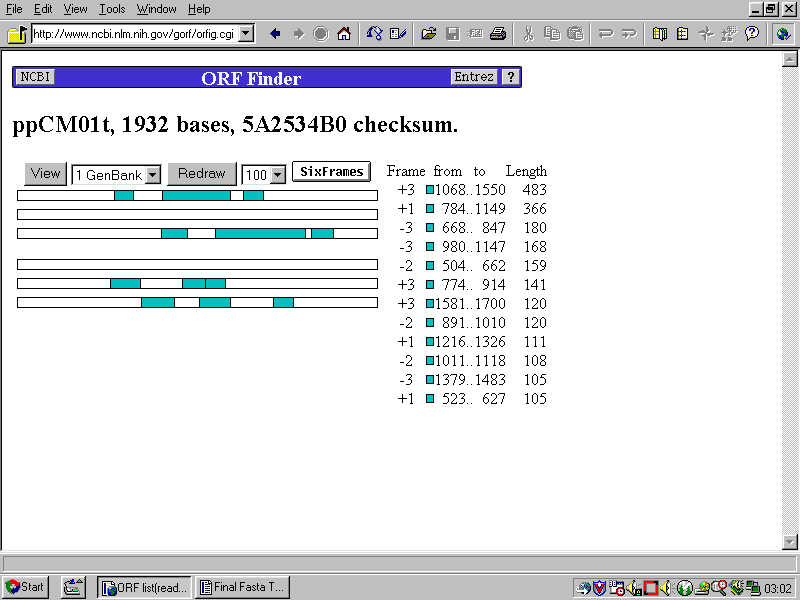 File Edit View Tools Window Help
http://www.ncbi.nlm.nih.gov/gorf/orfig.cgi
NCBI ORF Finder Entrez ?
ppCM01t, 1932 bases, 5A2534B0 checksum.
View 1 GenBank Redraw 100 SixFrames
Frame from to Length
+3 1068..1550 483
+1 784..1149 366
-3 668.. 847 180
-3 980..1147 168
-2 504.. 662 159
+3 774.. 914 141
+3 1581..1700 120
-2 891..1010 120
+1 1216..1326 111
-2 1011..1118 108
-3 1379..1483 105
+1 523.. 627 105
Start ORF list(read... Final Fasta T... 03:02